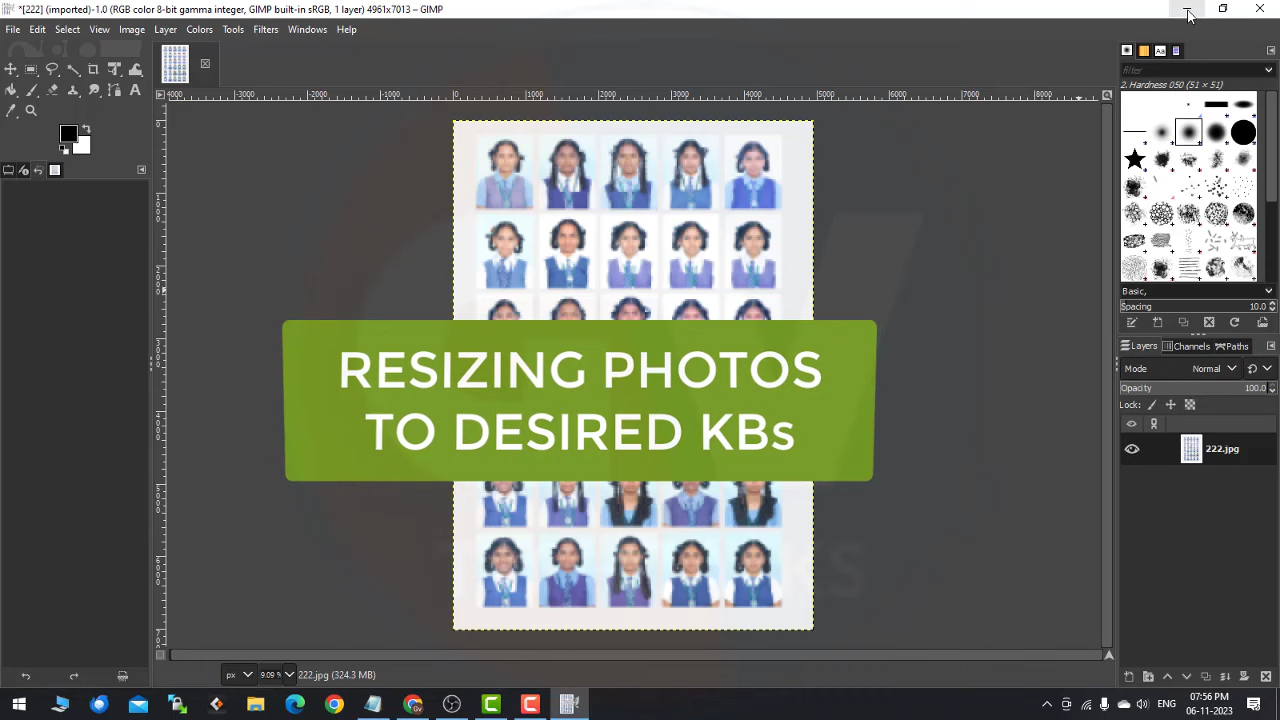 *[222] (imported)-1.0 (RGB color 8-bit gamma integer, GIMP built-in sRGB, 1 layer) 4961x7013 – GIMP
File Edit Select View Image Layer Colors Tools Filters Windows Help
filter
2. Hardness 050 (51 × 51)
Basic,
Spacing 10.0
Layers Channels Paths
Mode Normal
Opacity 100.0
Lock:
222.jpg
RESIZING PHOTOS
TO DESIRED KBs
px 9.09 % 222.jpg (324.3 MB)
ENG
07:56 PM
06-11-2023